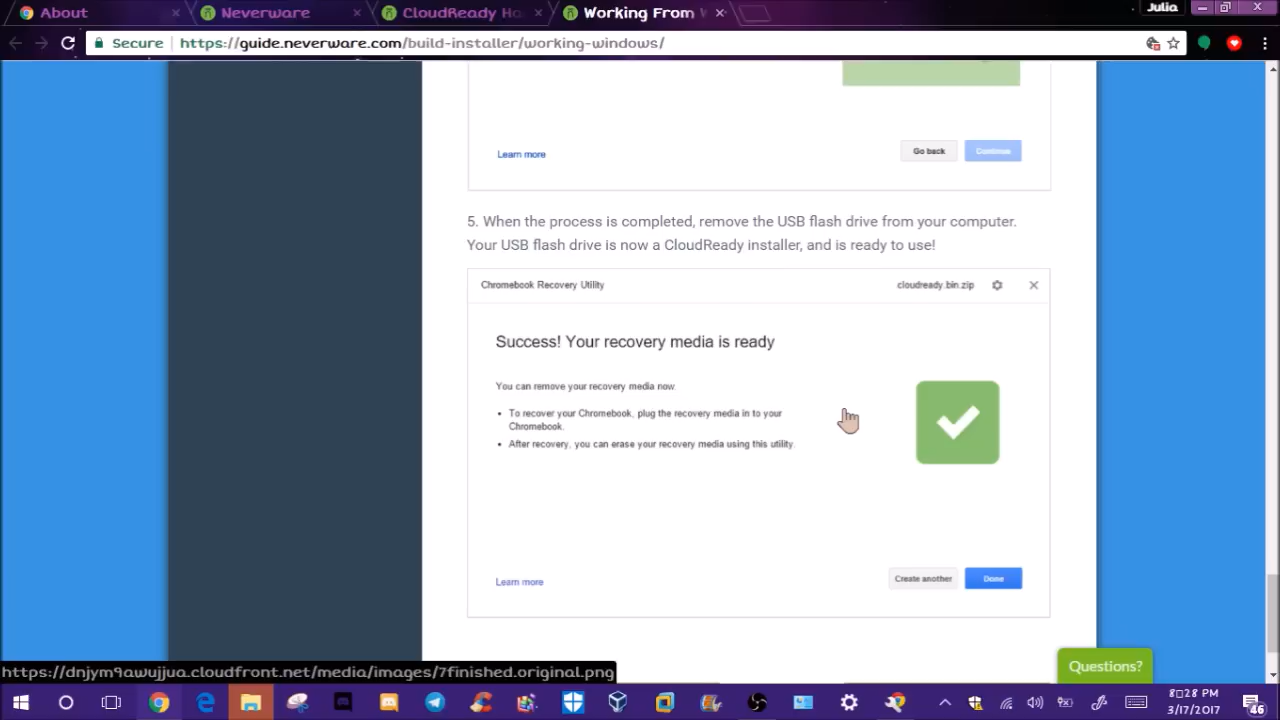 About
Neverware
CloudReady Ha
Working From W
Julia
Secure
https://guide.neverware.com/build-installer/working-windows/
Learn more
Go back
Continue
5. When the process is completed, remove the USB flash drive from your computer.
Your USB flash drive is now a CloudReady installer, and is ready to use!
Chromebook Recovery Utility
cloudready.bin.zip
Success! Your recovery media is ready
You can remove your recovery media now.
• To recover your Chromebook, plug the recovery media in to your
Chromebook.
• After recovery, you can erase your recovery media using this utility.
Learn more
Create another
Done
https://dnjym9awujjua.cloudfront.net/media/images/7finished.original.png
Questions?
8:28 PM
3/17/2017
46